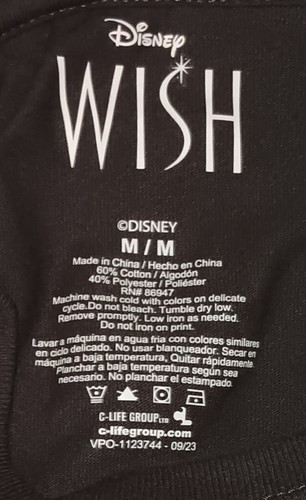 Disney
WISH
©DISNEY
M / M
Made in China / Hecho en China
60% Cotton / Algodón
40% Polyester / Poliéster
RN# 86947
Machine wash cold with colors on delicate
cycle.Do not bleach. Tumble dry low.
Remove promptly. Low iron as needed.
Do not iron on print.
Lavar a máquina en agua fria con colores similares
en ciclo delicado. No usar blanqueador. Secar en
máquina a baja temperatura, Quitar rápidamente
Planchar a baja temperatura según sea
necesario. No planchar el estampado.
C-LIFE GROUP LTD CL
c-lifegroup.com
VPO-1123744 - 09/23